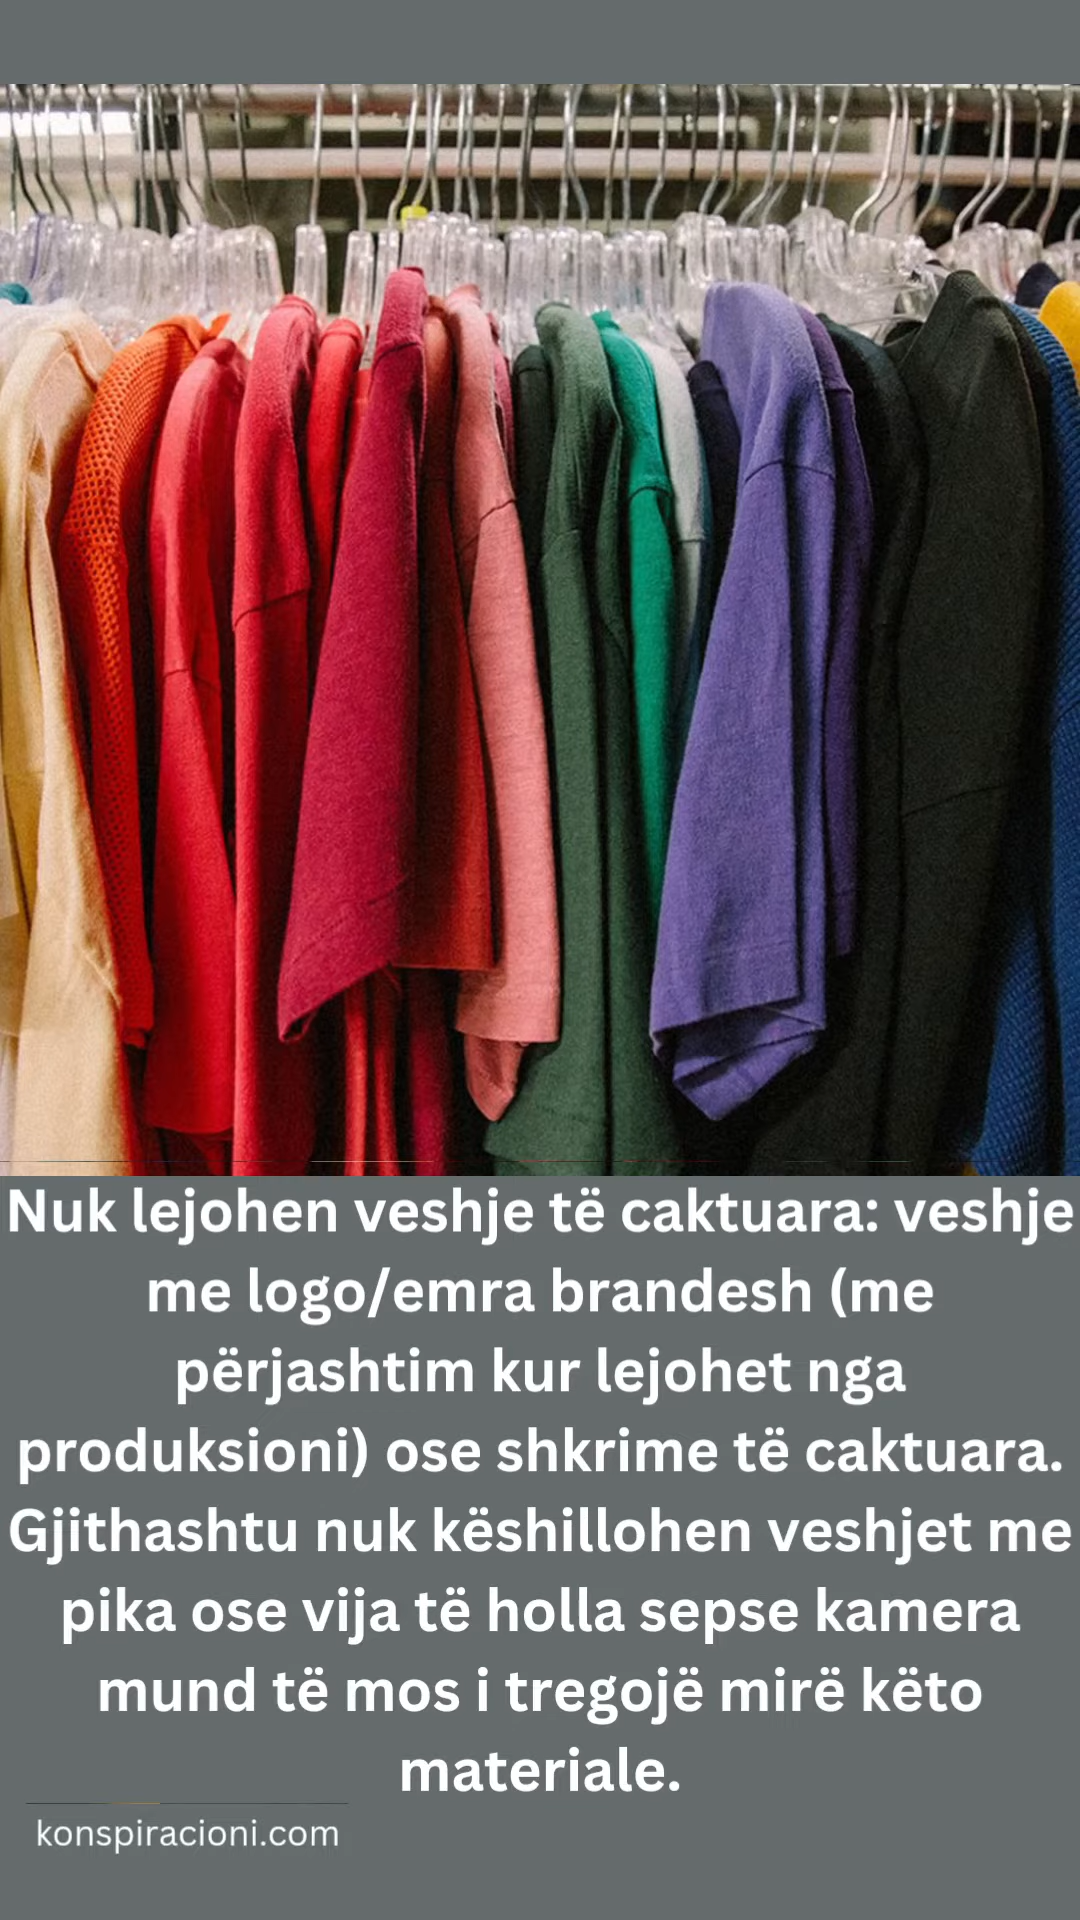 Nuk lejohen veshje të caktuara: veshje
me logo/emra brandesh (me
përjashtim kur lejohet nga
produksioni) ose shkrime të caktuara.
Gjithashtu nuk këshillohen veshjet me
pika ose vija të holla sepse kamera
mund të mos i tregojë mirë këto
materiale.
konspiracioni.com